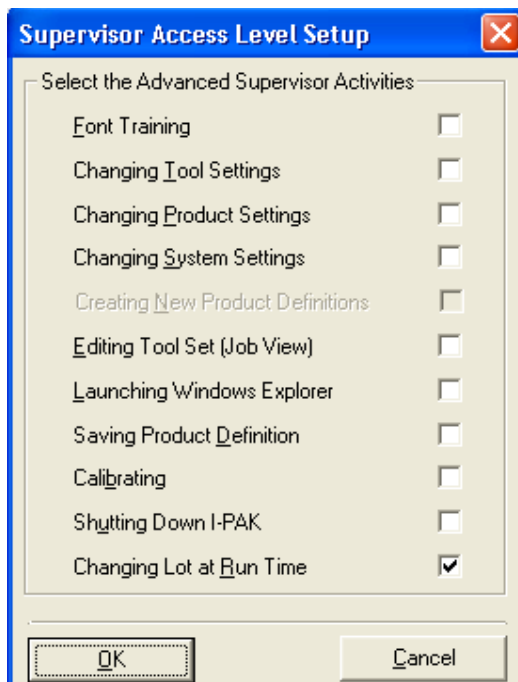 Supervisor Access Level Setup
Select the Advanced Supervisor Activities
Font Training
Changing Tool Settings
Changing Product Settings
Changing System Settings
Creating New Product Definitions
Editing Tool Set (Job View)
Launching Windows Explorer
Saving Product Definition
Calibrating
Shutting Down I-PAK
Changing Lot at Run Time
OK Cancel